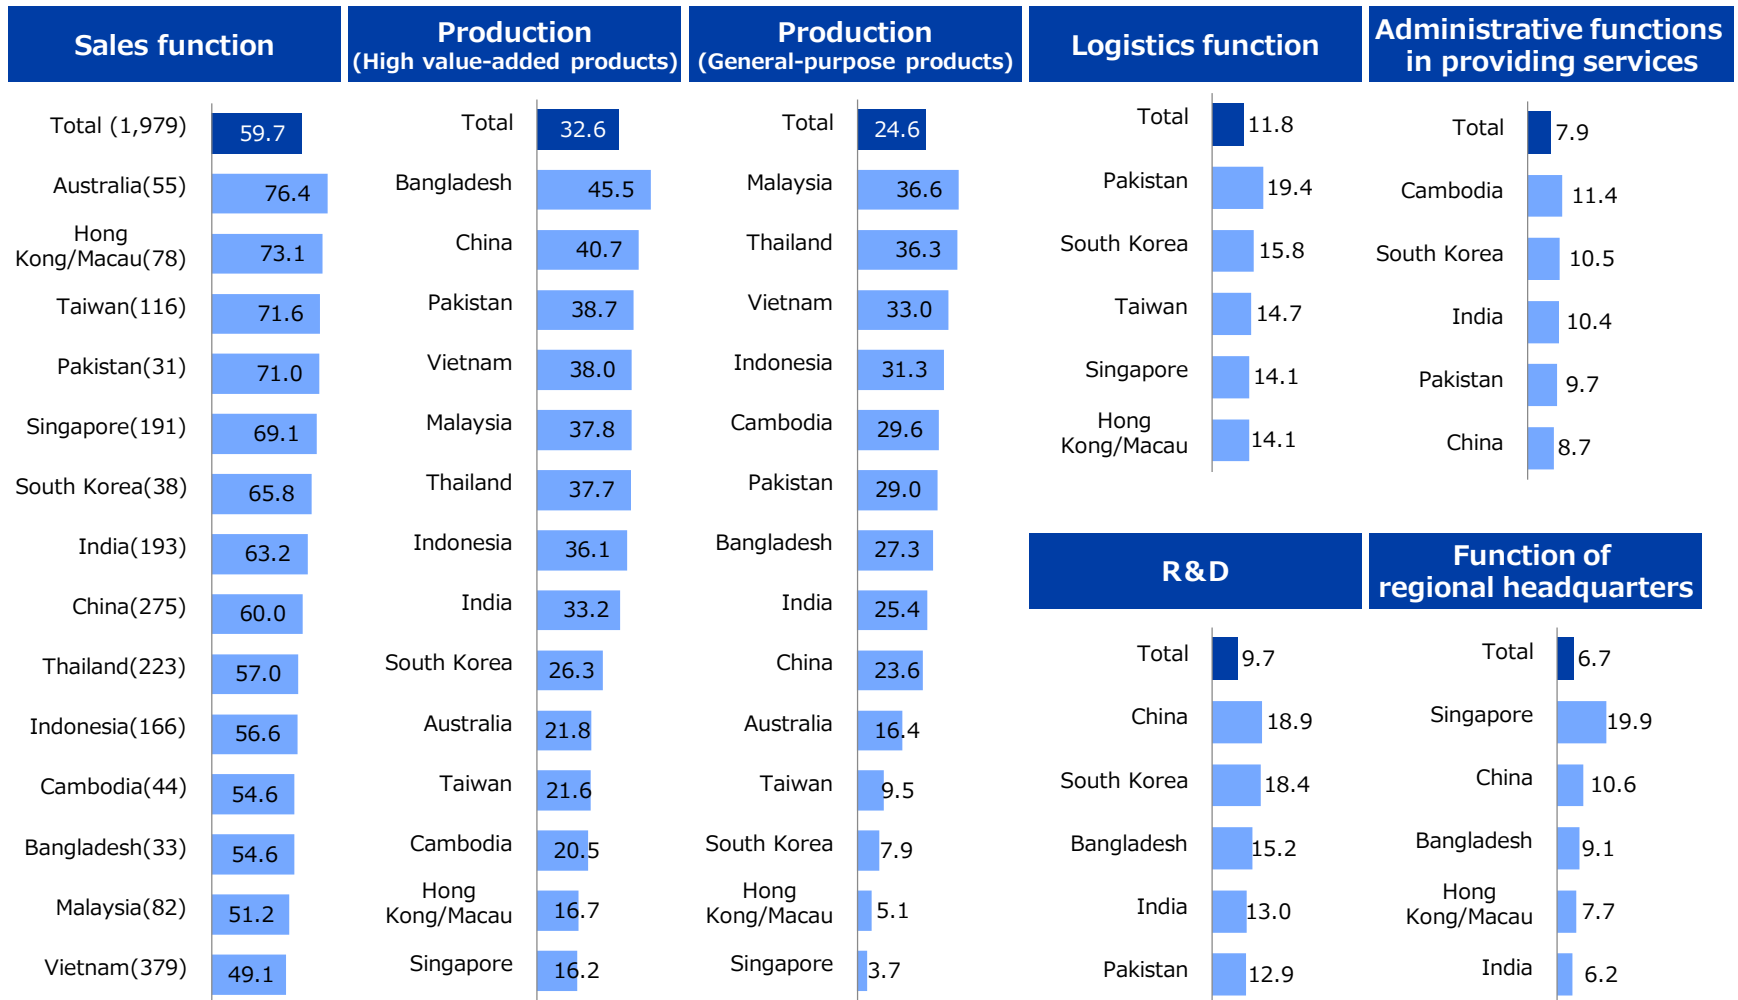 Sales function
Total (1,979) 59.7
Australia(55) 76.4
Hong
Kong/Macau(78) 73.1
Taiwan(116) 71.6
Pakistan(31) 71.0
Singapore(191) 69.1
South Korea(38) 65.8
India(193) 63.2
China(275) 60.0
Thailand(223) 57.0
Indonesia(166) 56.6
Cambodia(44) 54.6
Bangladesh(33) 54.6
Malaysia(82) 51.2
Vietnam(379) 49.1
Production
(High value-added products)
Total 32.6
Bangladesh 45.5
China 40.7
Pakistan 38.7
Vietnam 38.0
Malaysia 37.8
Thailand 37.7
Indonesia 36.1
India 33.2
South Korea 26.3
Australia 21.8
Taiwan 21.6
Cambodia 20.5
Hong
Kong/Macau 16.7
Singapore 16.2
Production
(General-purpose products)
Total 24.6
Malaysia 36.6
Thailand 36.3
Vietnam 33.0
Indonesia 31.3
Cambodia 29.6
Pakistan 29.0
Bangladesh 27.3
India 25.4
China 23.6
Australia 16.4
Taiwan 9.5
South Korea 7.9
Hong
Kong/Macau 5.1
Singapore 3.7
Logistics function
Total 11.8
Pakistan 19.4
South Korea 15.8
Taiwan 14.7
Singapore 14.1
Hong
Kong/Macau 14.1
Administrative functions
in providing services
Total 7.9
Cambodia 11.4
South Korea 10.5
India 10.4
Pakistan 9.7
China 8.7
R&D
Total 9.7
China 18.9
South Korea 18.4
Bangladesh 15.2
India 13.0
Pakistan 12.9
Function of
regional headquarters
Total 6.7
Singapore 19.9
China 10.6
Bangladesh 9.1
Hong
Kong/Macau 7.7
India 6.2